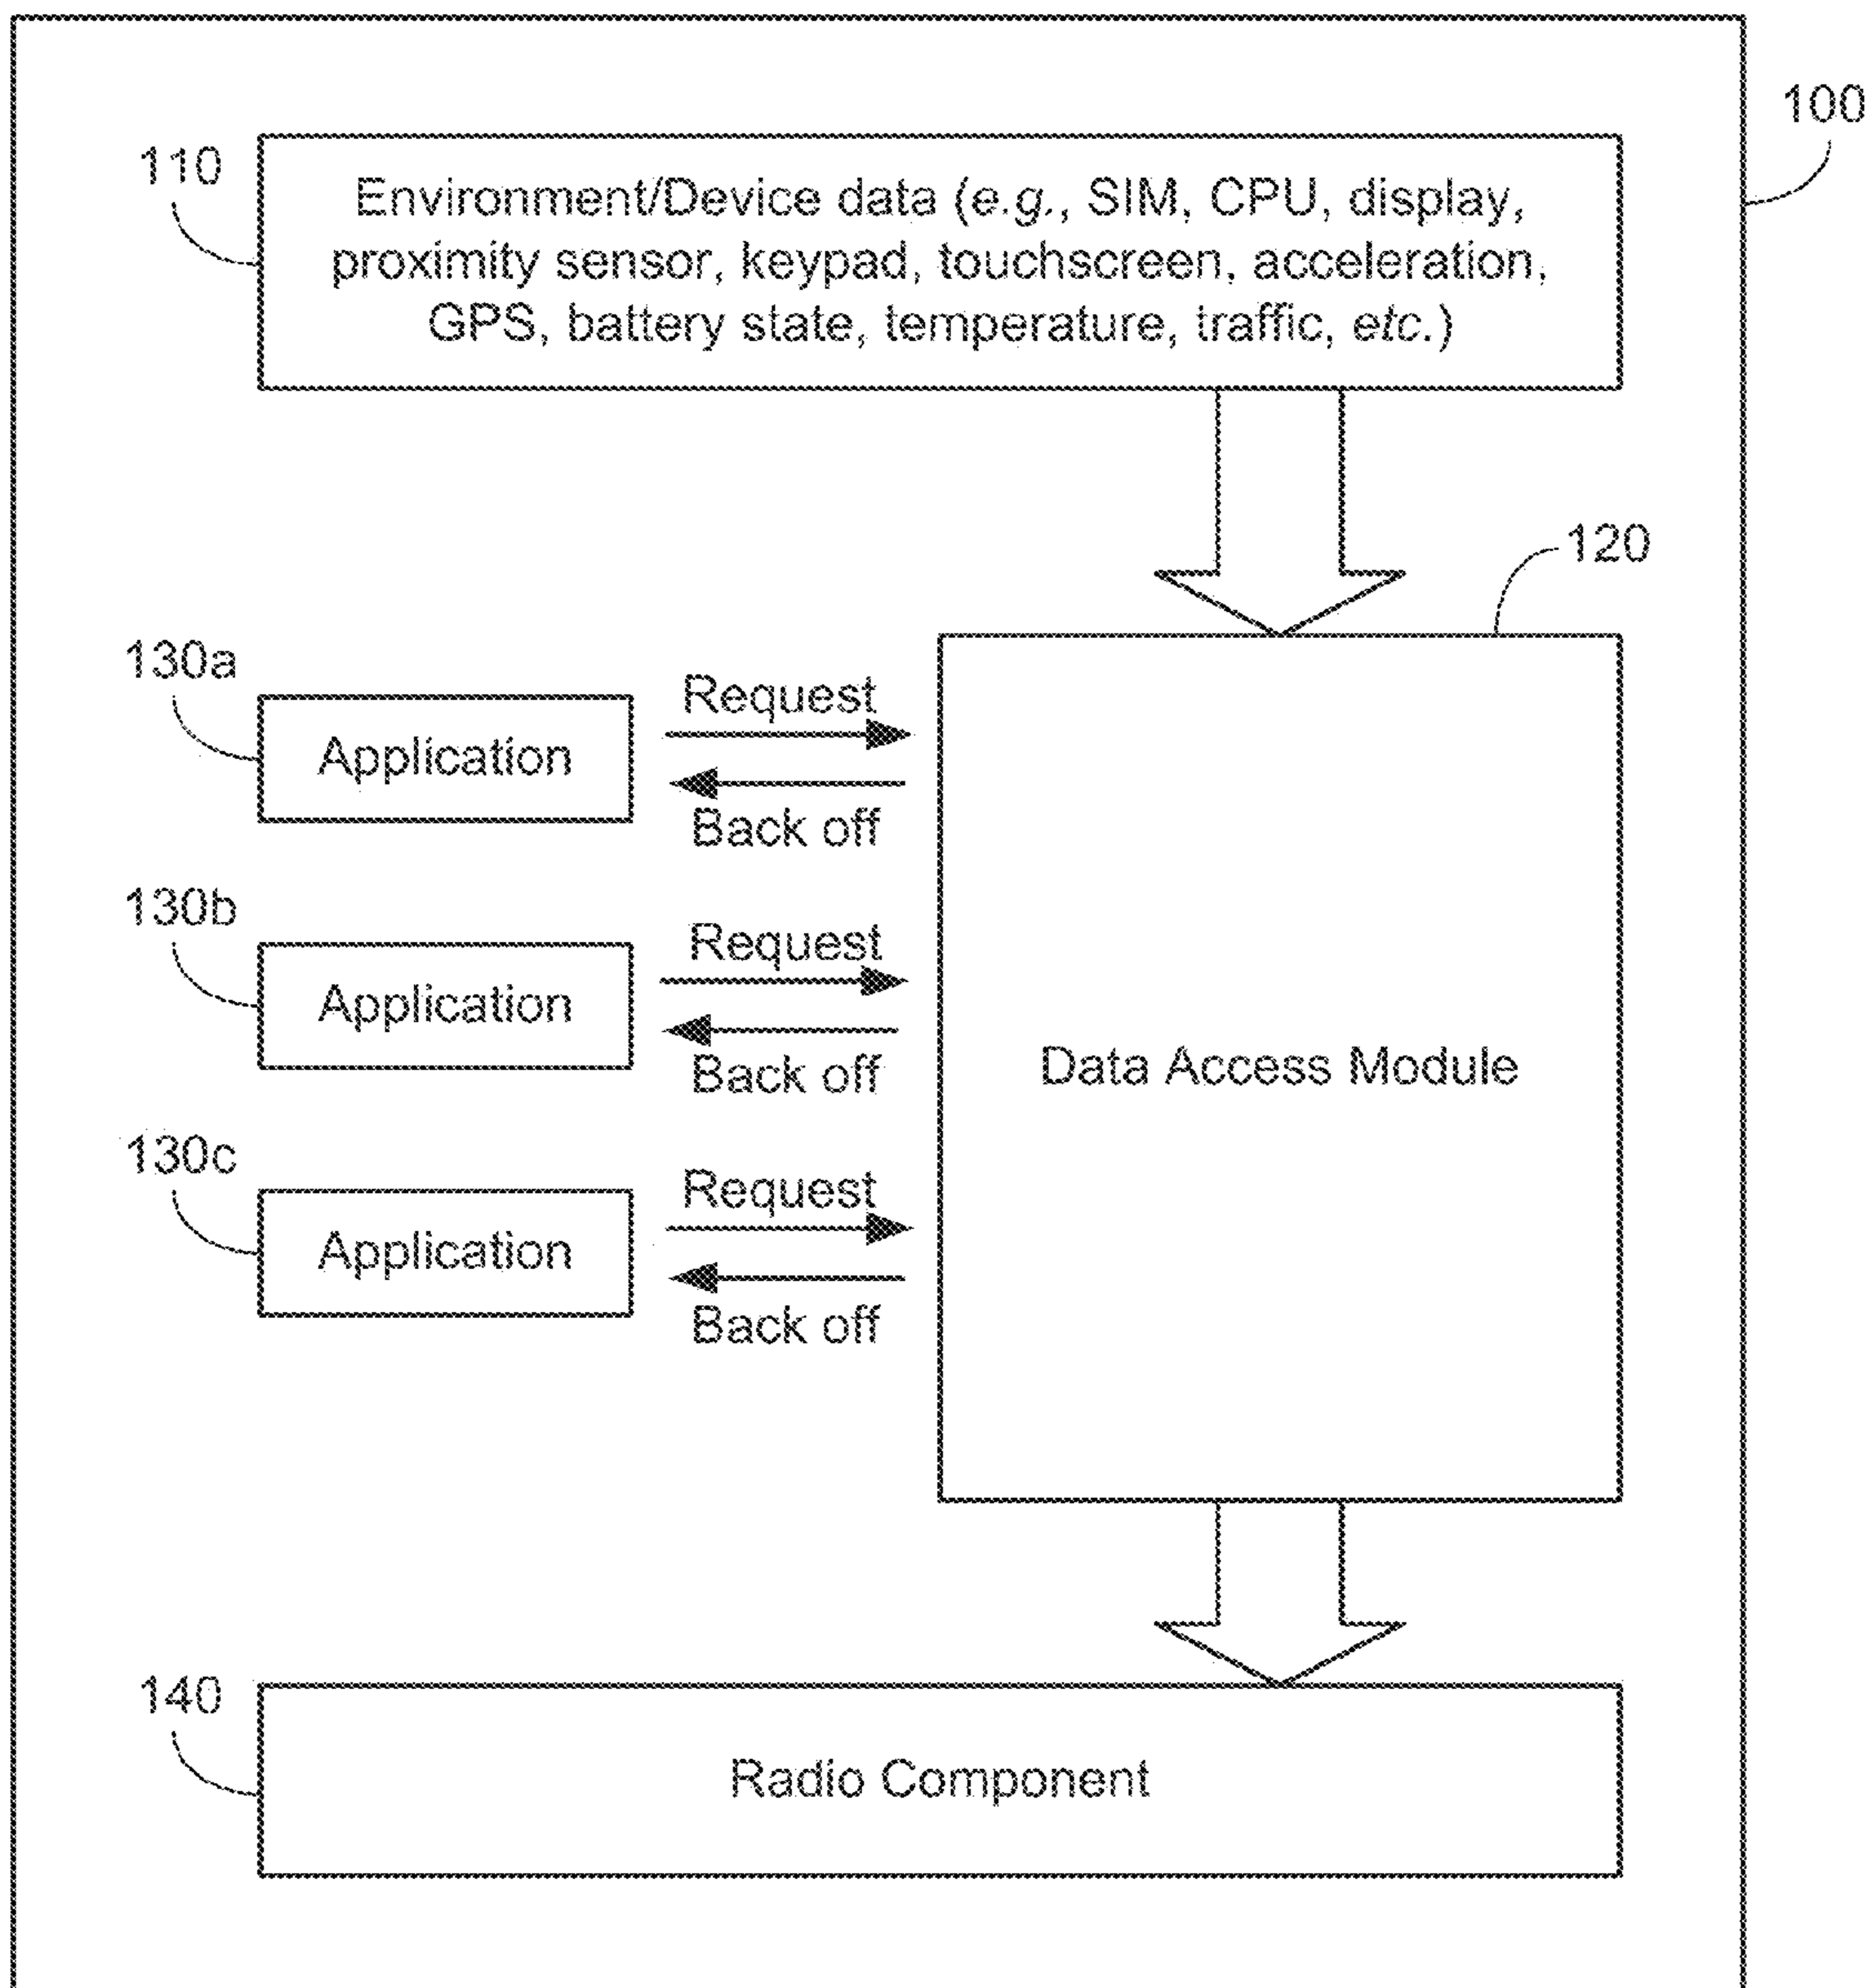 100
110
Environment/Device data (e.g., SIM, CPU, display,
proximity sensor, keypad, touchscreen, acceleration,
GPS, battery state, temperature, traffic, etc.)
120
130a
Application
Request
Back off
130b
Application
Request
Back off
Data Access Module
130c
Application
Request
Back off
140
Radio Component